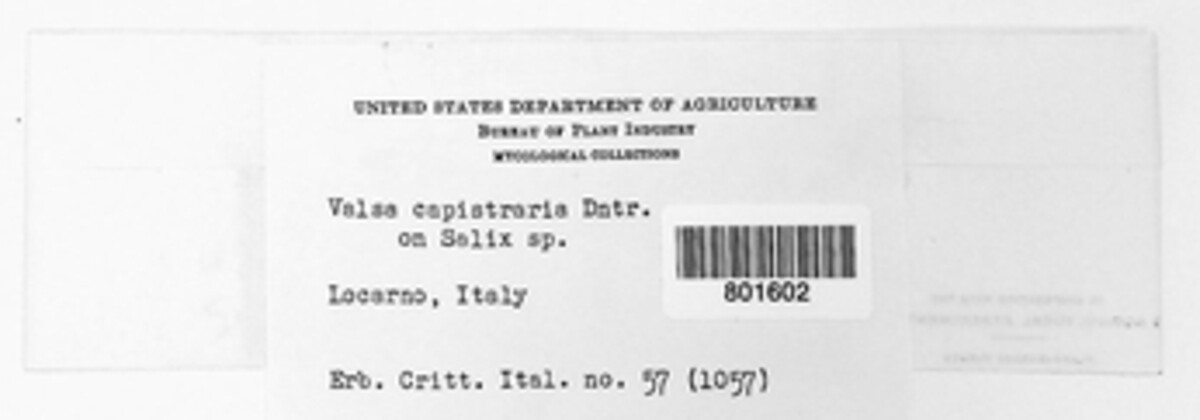 UNITED STATES DEPARTMENT OF AGRICULTURE
BUREAU OF PLANT INDUSTRY
MYCOLOGICAL COLLECTIONS
Valsa capistraria Dntr.
on Salix sp.
801602
Locarno, Italy
Erb. Critt. Ital. no. 57 (1057)